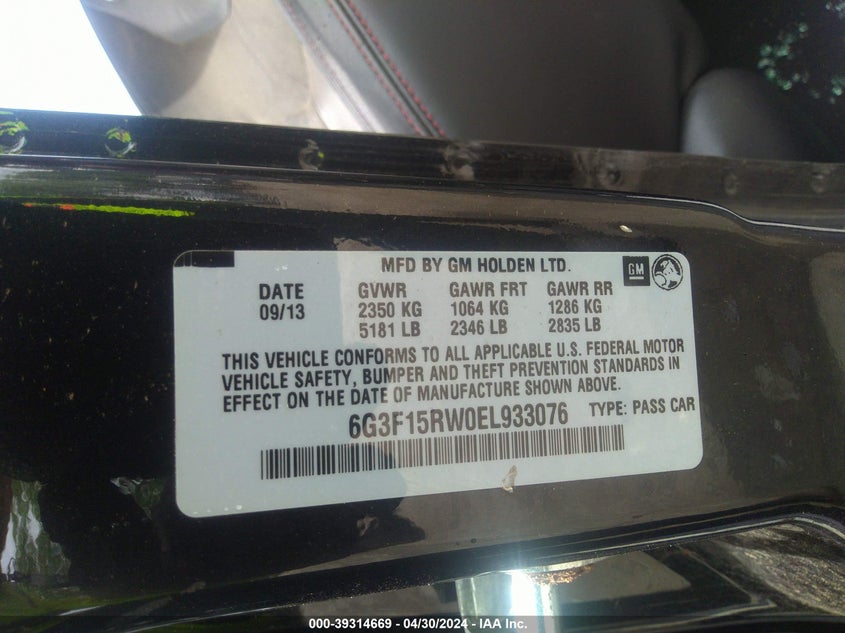 MFD BY GM HOLDEN LTD.
GM
DATE GVWR GAWR FRT GAWR RR
09/13 2350 KG 1064 KG 1286 KG
5181 LB 2346 LB 2835 LB
THIS VEHICLE CONFORMS TO ALL APPLICABLE U.S. FEDERAL MOTOR
VEHICLE SAFETY, BUMPER AND THEFT PREVENTION STANDARDS IN
EFFECT ON THE DATE OF MANUFACTURE SHOWN ABOVE.
6G3F15RW0EL933076 TYPE: PASS CAR
000-39314669 - 04/30/2024 - IAA Inc.